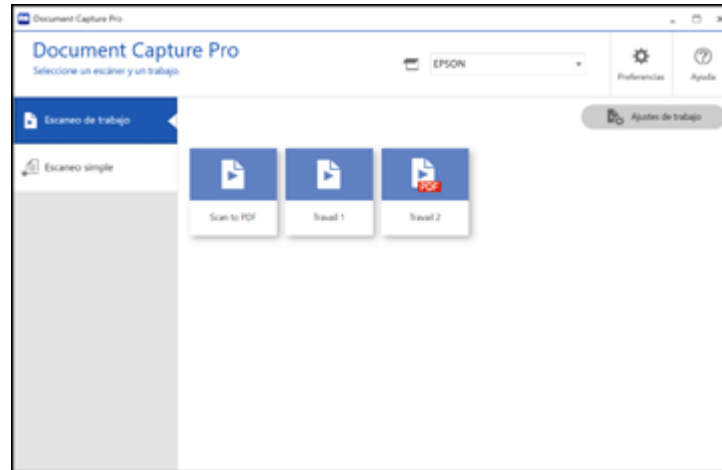 Document Capture Pro
Document Capture Pro
Seleccione un escáner y un trabajo.
EPSON
Preferencias
Ayuda
Escaneo de trabajo
Ajustes de trabajo
Escaneo simple
Scan to PDF
Travail 1
PDF
Travail 2